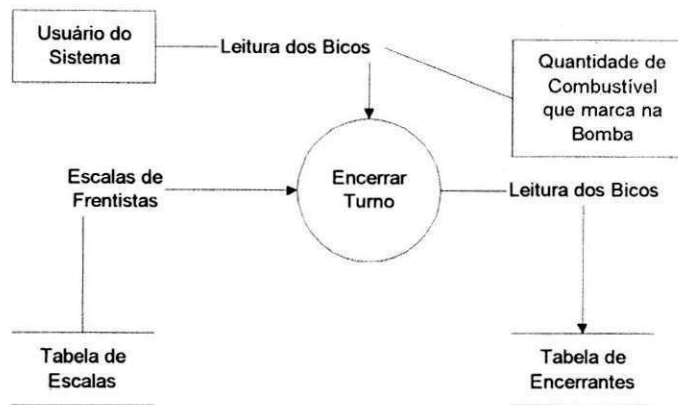 Usuário do
Sistema
Leitura dos Bicos
Quantidade de
Combustível
que marca na
Bomba
Escalas de
Frentistas
Encerrar
Turno
Leitura dos Bicos
Tabela de
Escalas
Tabela de
Encerrantes